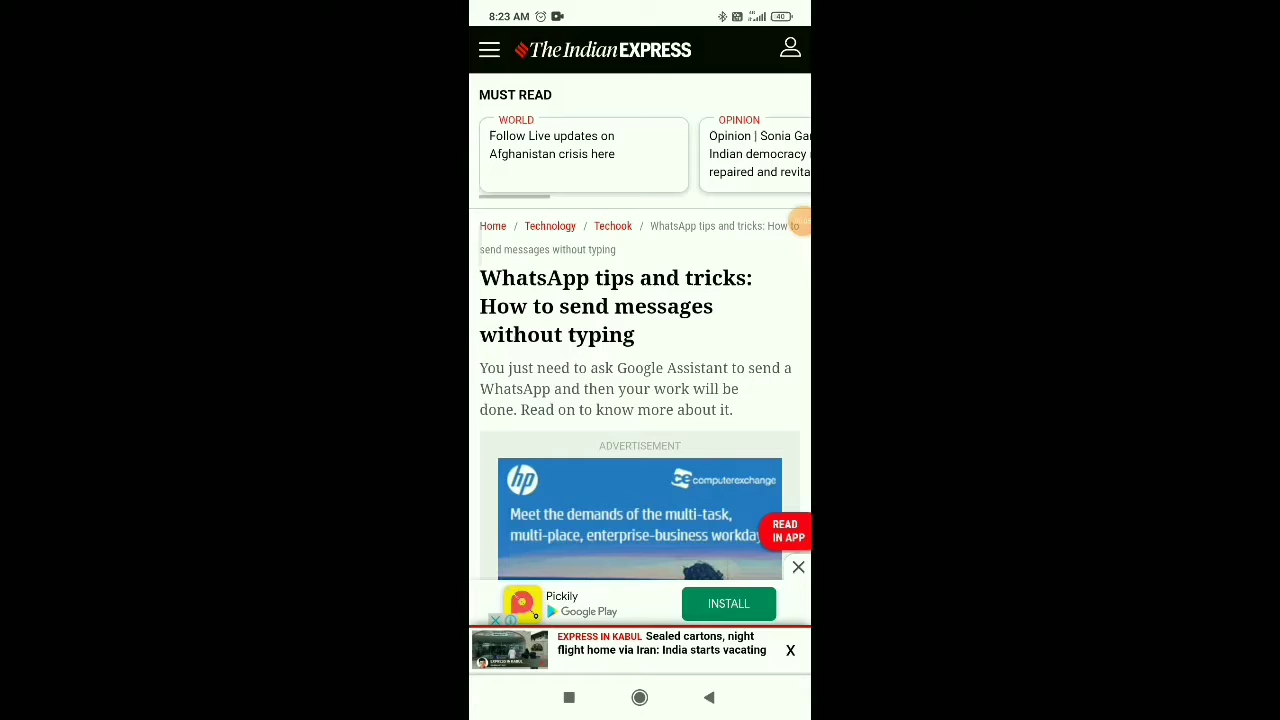 8:23 AM
40
The Indian EXPRESS
MUST READ
WORLD
Follow Live updates on
Afghanistan crisis here
OPINION
Opinion | Sonia Ga
Indian democracy
repaired and revita
Home / Technology / Techook / WhatsApp tips and tricks: How to
send messages without typing
WhatsApp tips and tricks:
How to send messages
without typing
You just need to ask Google Assistant to send a
WhatsApp and then your work will be
done. Read on to know more about it.
ADVERTISEMENT
hp
computerexchange
Meet the demands of the multi-task,
multi-place, enterprise-business workday
READ
IN APP
Pickily
Google Play
INSTALL
EXPRESS IN KABUL Sealed cartons, night
flight home via Iran: India starts vacating
X